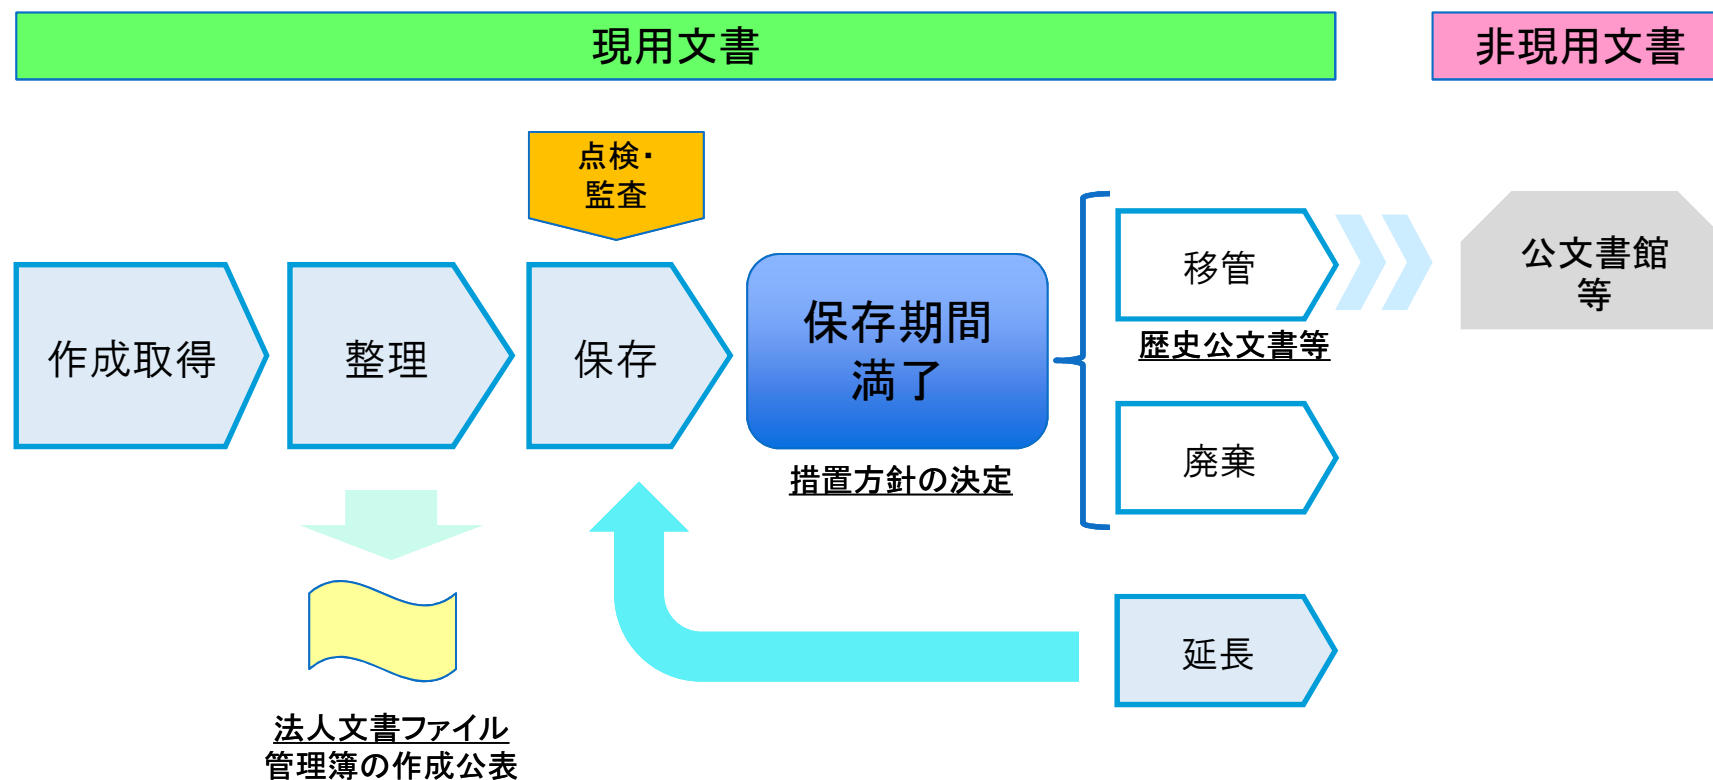 現用文書
非現用文書
点検・
監査
作成取得
整理
保存
保存期間
満了
措置方針の決定
移管
歴史公文書等
廃棄
延長
公文書館
等
法人文書ファイル
管理簿の作成公表